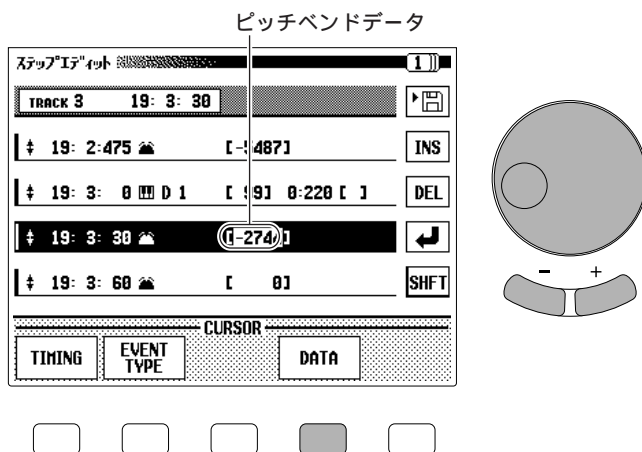 ピッチベンドデータ
ステップエディット
1
TRACK 3 19: 3: 30
19: 2:475 [-5487] INS
19: 3: 0 D 1 [ 99] 0:220 [ ] DEL
19: 3: 30
19: 3: 60 [ 0] SHFT
CURSOR
TIMING EVENT TYPE DATA
- +